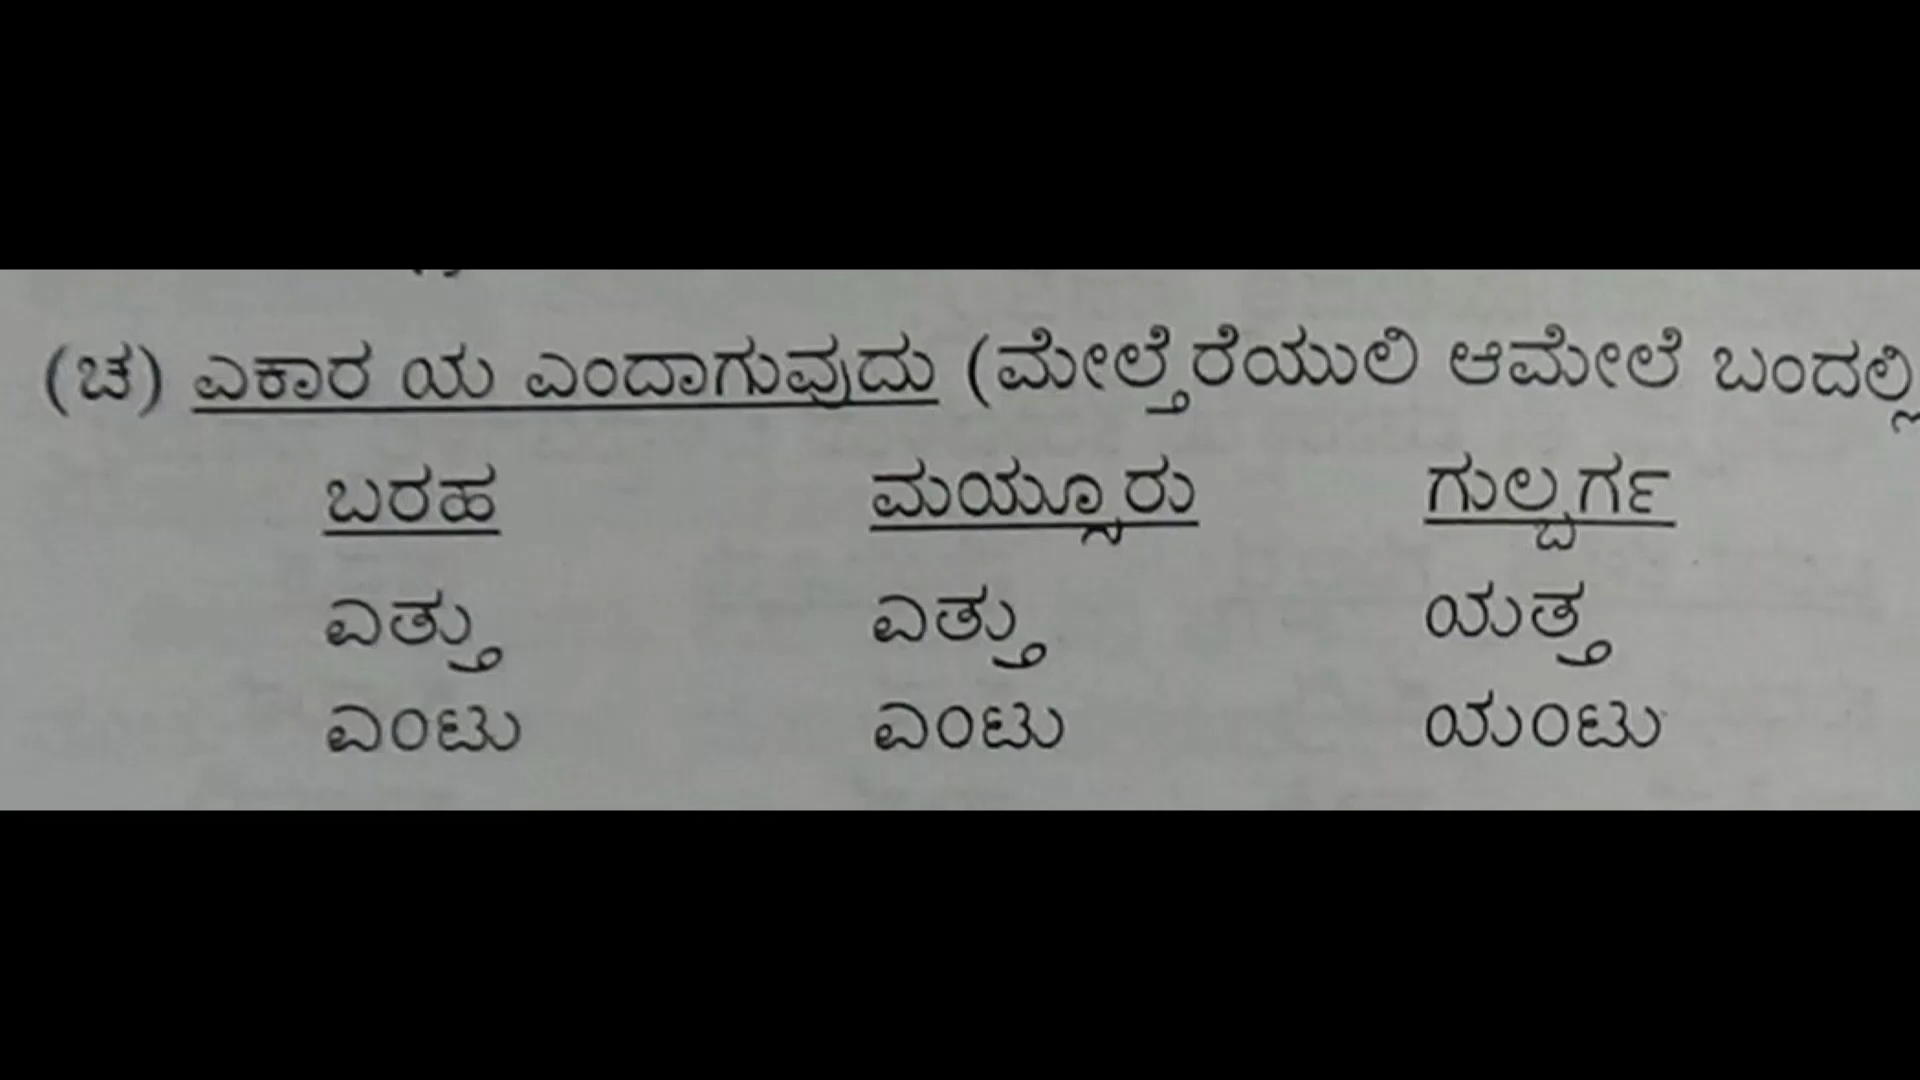 (ಚ) ಎಕಾರ ಯ ಎಂದಾಗುವುದು (ಮೇಲ್ತೆರೆಯುಲಿ ಆಮೇಲೆ ಬಂದಲ್ಲಿ
ಬರಹ ಮಯ್ಸೂರು ಗುಲ್ಬರ್ಗ
ಎತ್ತು ಎತ್ತು ಯತ್ತ
ಎಂಟು ಎಂಟು ಯಂಟು